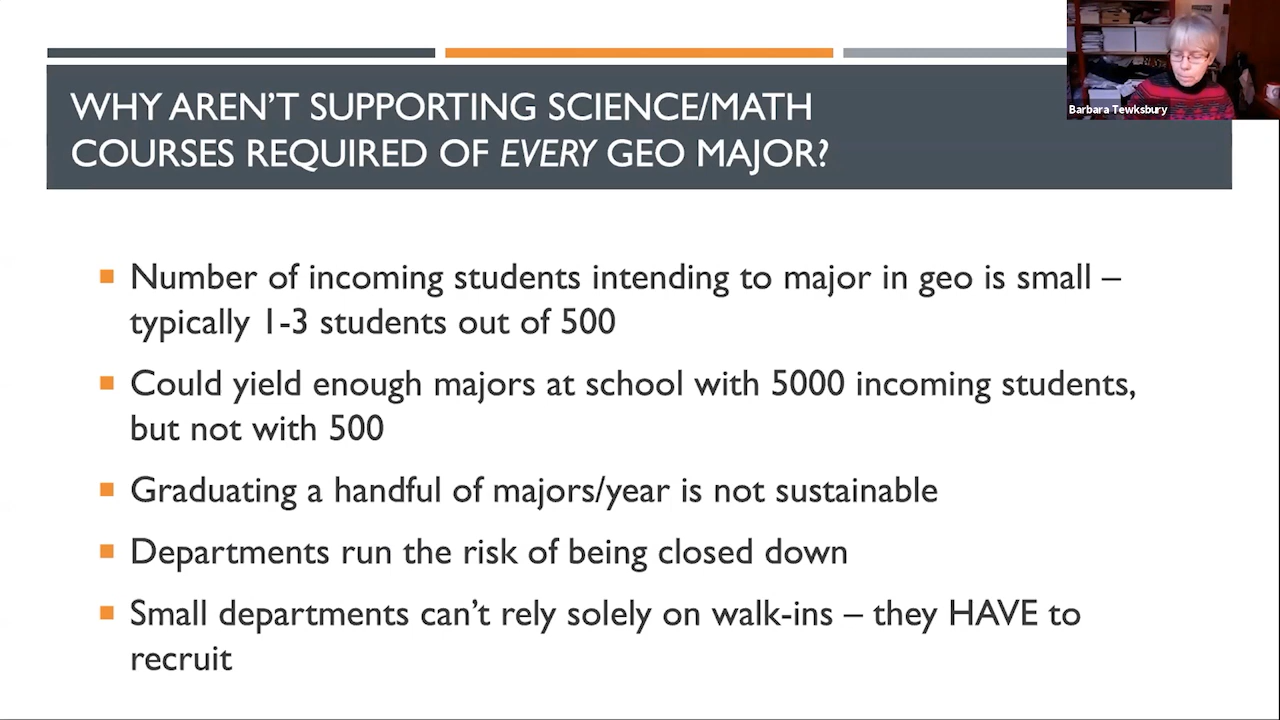 WHY AREN'T SUPPORTING SCIENCE/MATH
COURSES REQUIRED OF EVERY GEO MAJOR?
Barbara Tewksbury
■ Number of incoming students intending to major in geo is small –
typically 1-3 students out of 500
■ Could yield enough majors at school with 5000 incoming students,
but not with 500
■ Graduating a handful of majors/year is not sustainable
■ Departments run the risk of being closed down
■ Small departments can't rely solely on walk-ins – they HAVE to
recruit